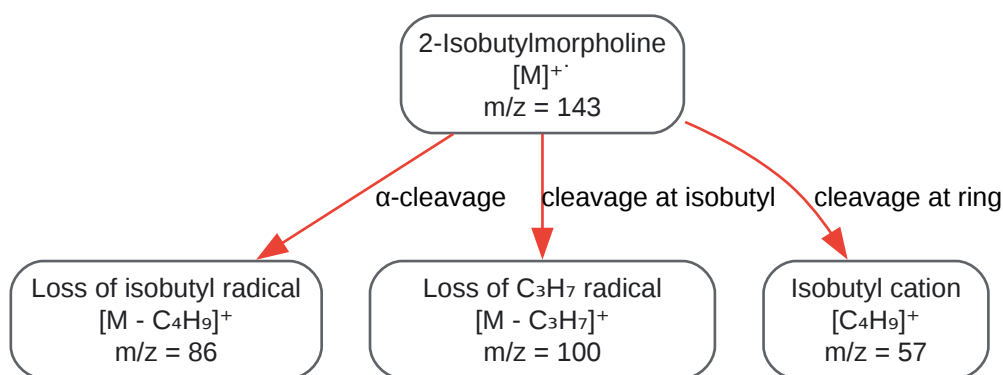 2-Isobutylmorpholine
[M]⁺˙
m/z = 143
α-cleavage
cleavage at isobutyl
cleavage at ring
Loss of isobutyl radical
[M - C₄H₉]⁺
m/z = 86
Loss of C₃H₇ radical
[M - C₃H₇]⁺
m/z = 100
Isobutyl cation
[C₄H₉]⁺
m/z = 57